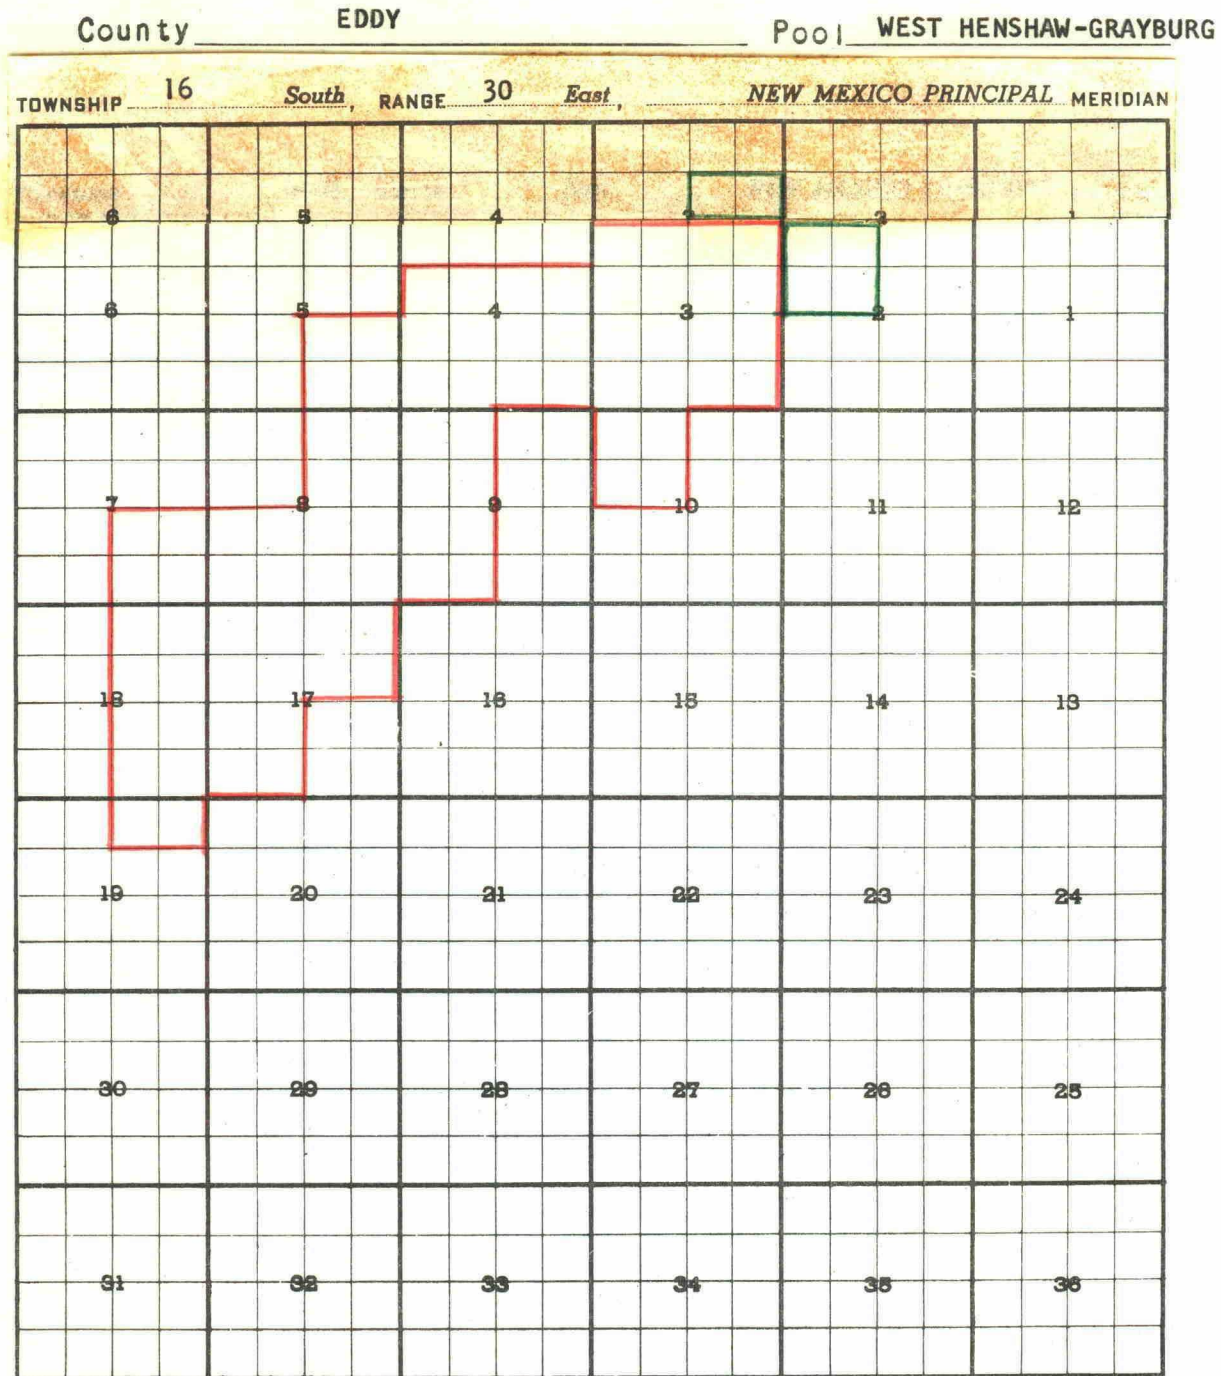 County EDDY Pool WEST HENSHAW-GRAYBURG
TOWNSHIP 16 South, RANGE 30 East, NEW MEXICO PRINCIPAL MERIDIAN
6 5 4 3 1
6 5 4 3 2 1
7 8 9 10 11 12
18 17 16 15 14 13
19 20 21 22 23 24
30 29 28 27 26 25
31 32 33 34 35 36